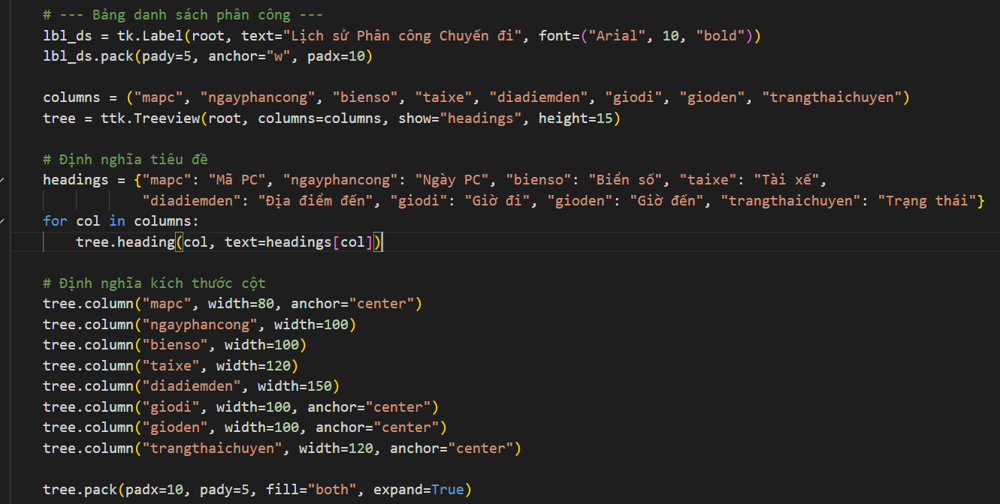 # --- Bảng danh sách phân công ---
lbl_ds = tk.Label(root, text="Lịch sử Phân công Chuyến đi", font=("Arial", 10, "bold"))
lbl_ds.pack(pady=5, anchor="w", padx=10)
columns = ("mapc", "ngayphancong", "bienso", "taixe", "diadiemden", "giodi", "gioden", "trangthaichuyen")
tree = ttk.Treeview(root, columns=columns, show="headings", height=15)
# Định nghĩa tiêu đề
headings = {"mapc": "Mã PC", "ngayphancong": "Ngày PC", "bienso": "Biển số", "taixe": "Tài xế",
"diadiemden": "Địa điểm đến", "giodi": "Giờ đi", "gioden": "Giờ đến", "trangthaichuyen": "Trạng thái"}
for col in columns:
tree.heading(col, text=headings[col])
# Định nghĩa kích thước cột
tree.column("mapc", width=80, anchor="center")
tree.column("ngayphancong", width=100)
tree.column("bienso", width=100)
tree.column("taixe", width=120)
tree.column("diadiemden", width=150)
tree.column("giodi", width=100, anchor="center")
tree.column("gioden", width=100, anchor="center")
tree.column("trangthaichuyen", width=120, anchor="center")
tree.pack(padx=10, pady=5, fill="both", expand=True)